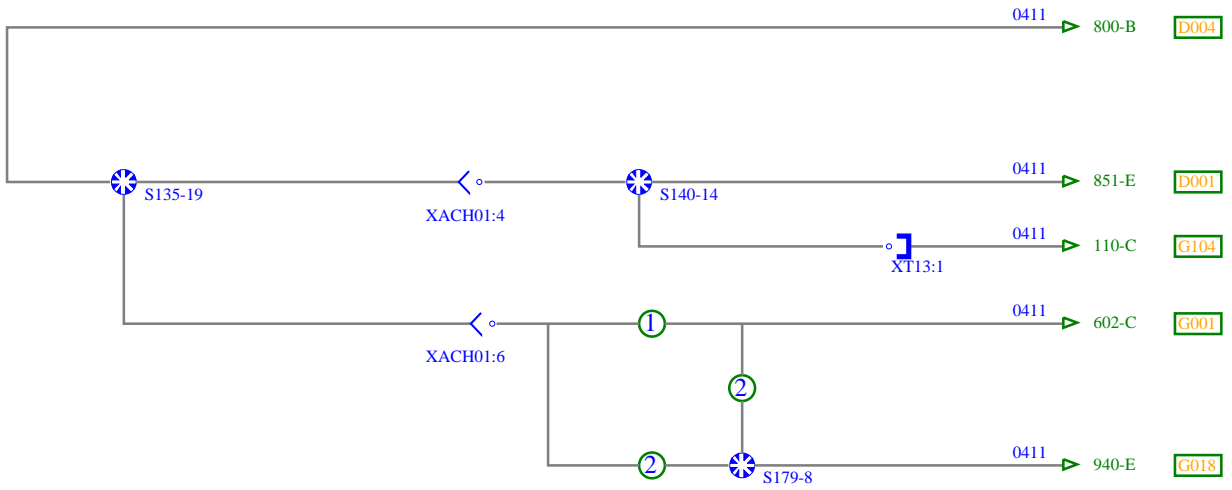 0411
800-B D004
0411
S135-19
XACH01:4
S140-14
851-E D001
0411
XT13:1
110-C G104
0411
XACH01:6
1
602-C G001
2
2
S179-8
0411
940-E G018